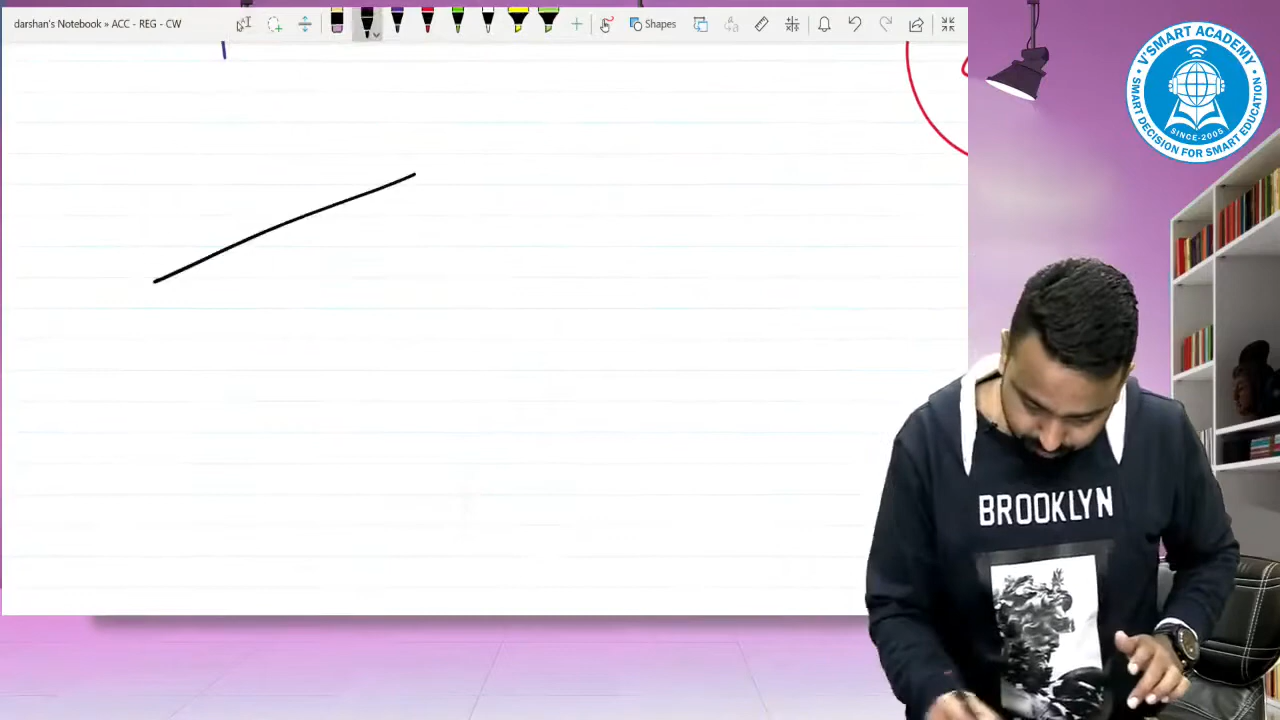 darshan's Notebook » ACC - REG - CW
Shapes
V'SMART ACADEMY
SMART DECISION FOR SMART EDUCATION
SINCE-2005
BROOKLYN